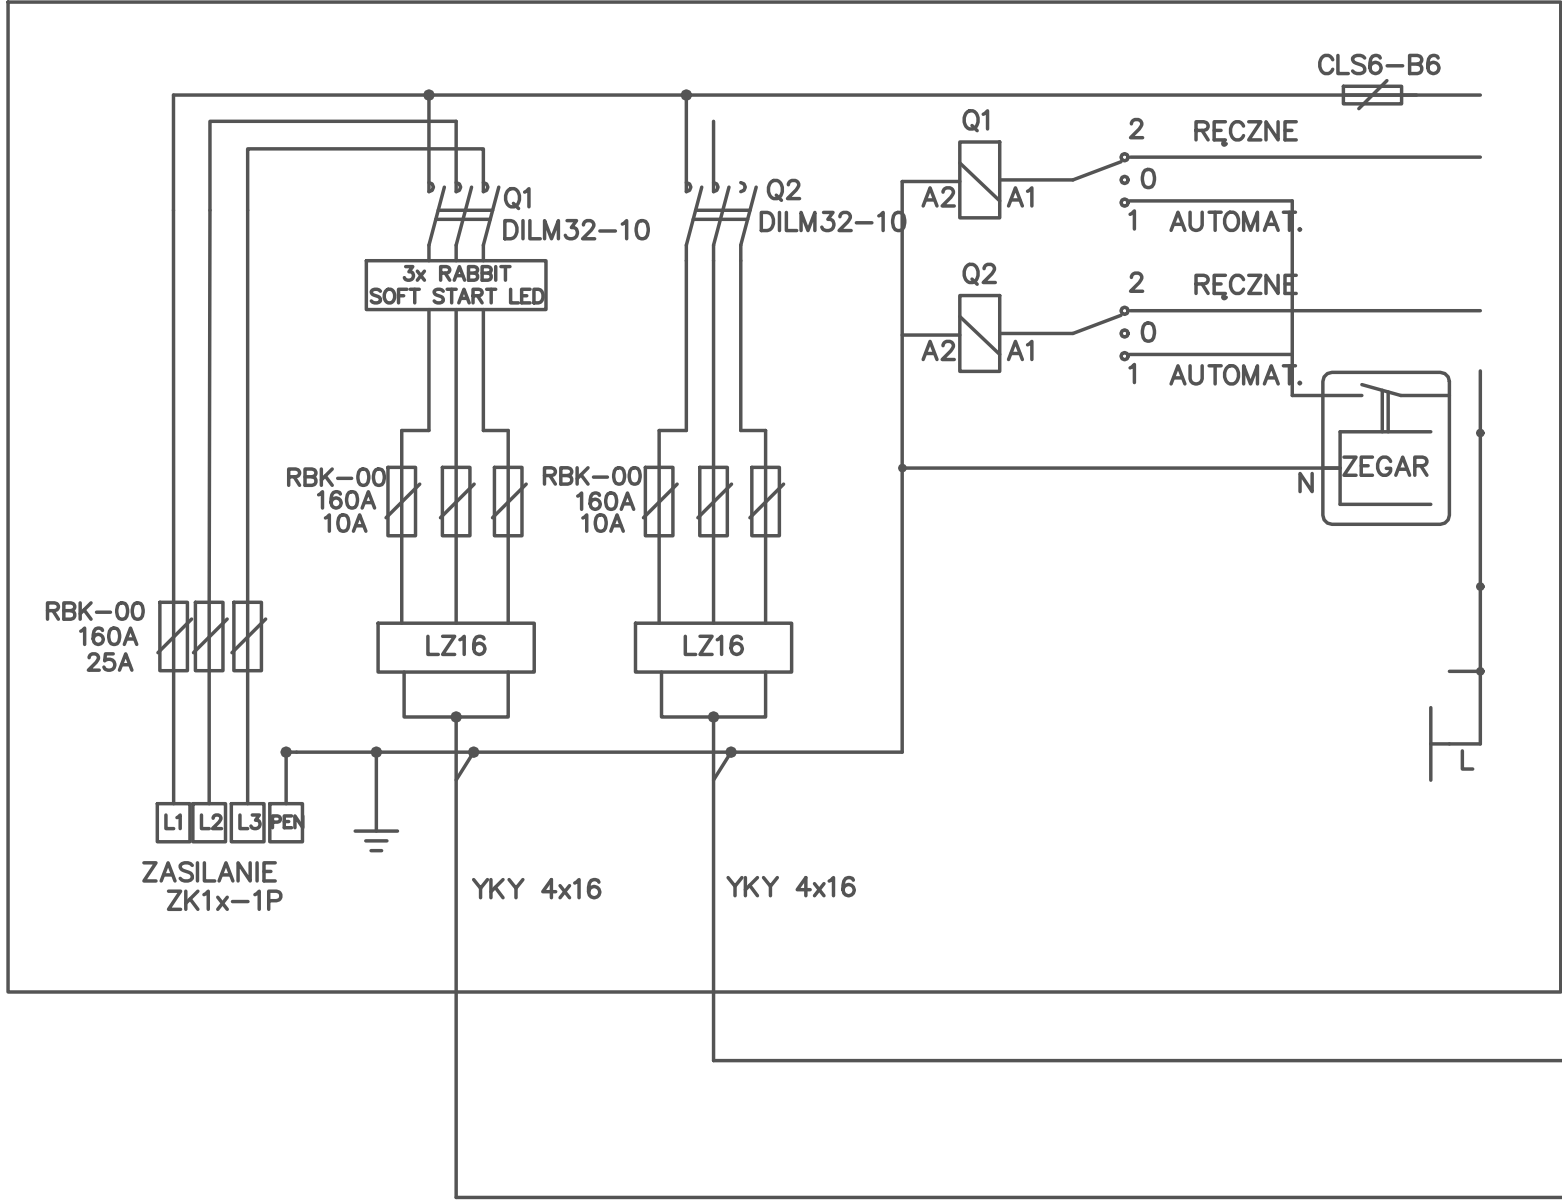 CLS6-B6
Q1
2 RĘCZNE
0
A2 A1
1 AUTOMAT.
Q1
DILM32-10
Q2
DILM32-10
3x RABBIT
SOFT START LED
Q2
2 RĘCZNE
0
A2 A1
1 AUTOMAT.
ZEGAR
N
RBK-00
160A
10A
RBK-00
160A
10A
RBK-00
160A
25A
LZ16
LZ16
L
L1 L2 L3 PEN
ZASILANIE
ZK1x-1P
YKY 4x16
YKY 4x16